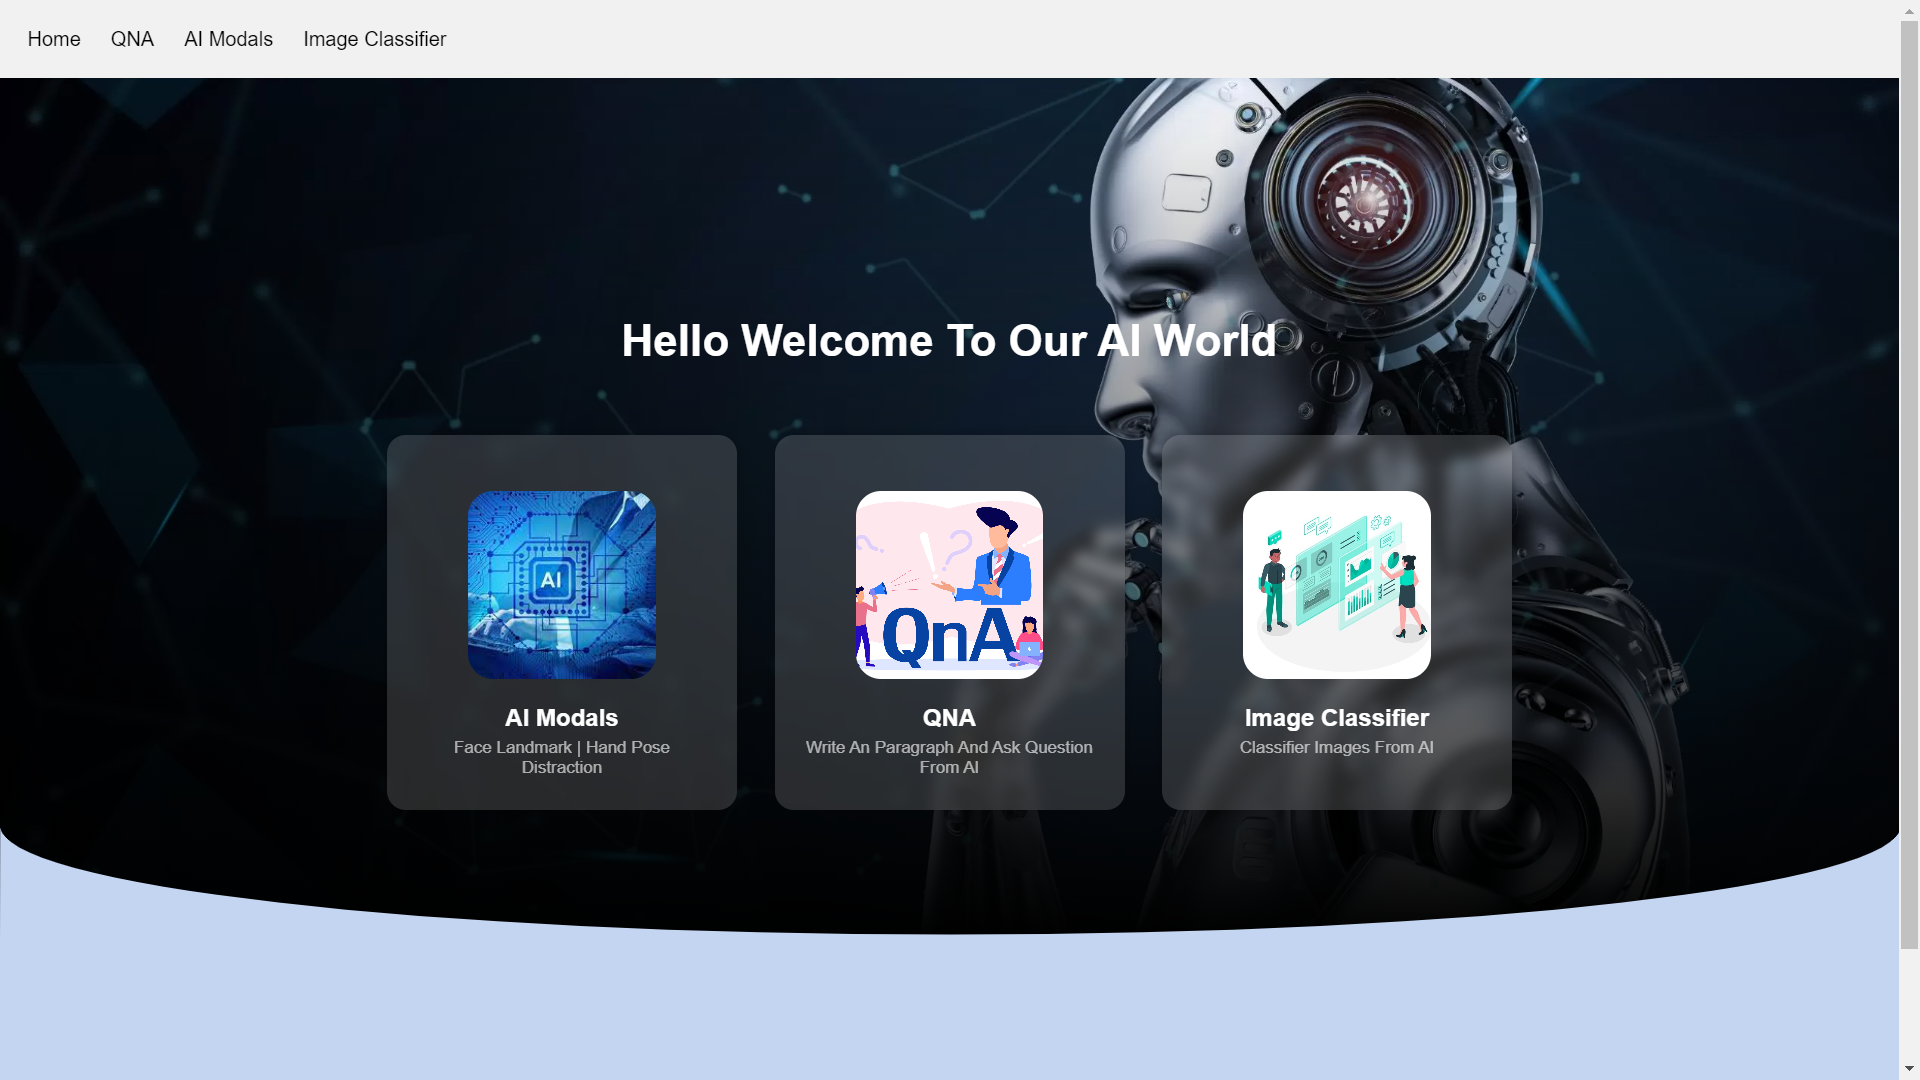 Home QNA AI Modals Image Classifier
Hello Welcome To Our AI World
AI
QnA
AI Modals
Face Landmark | Hand Pose
Distraction
QNA
Write An Paragraph And Ask Question
From AI
Image Classifier
Classifier Images From AI